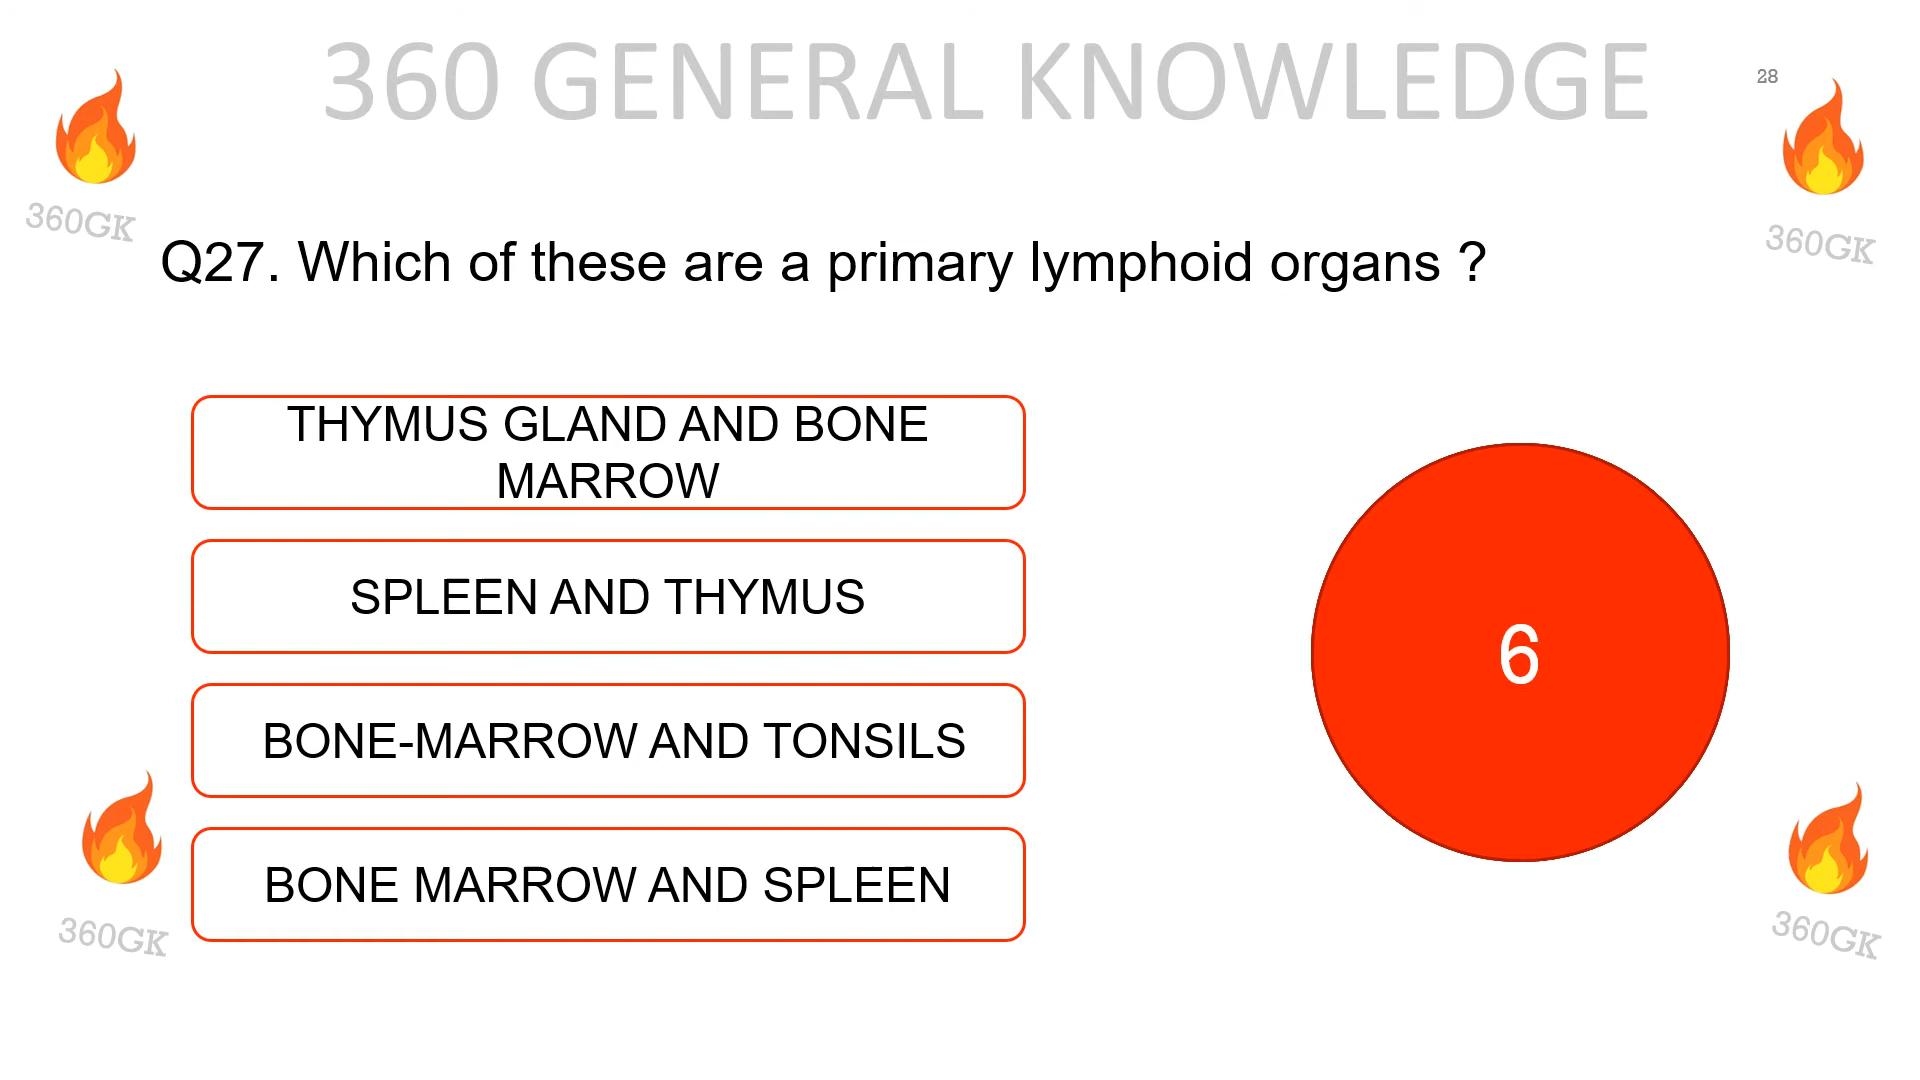 360 GENERAL KNOWLEDGE
28
360GK
360GK
Q27. Which of these are a primary lymphoid organs ?
THYMUS GLAND AND BONE
MARROW
SPLEEN AND THYMUS
6
BONE-MARROW AND TONSILS
BONE MARROW AND SPLEEN
360GK
360GK